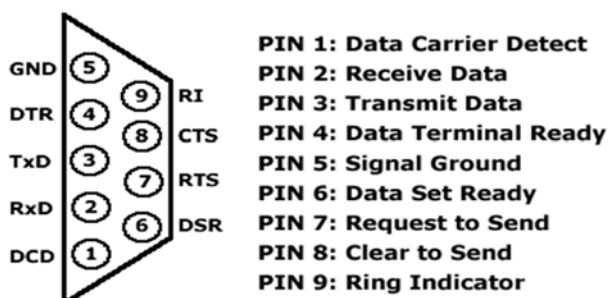 GND 5
9 RI
DTR 4
8 CTS
TxD 3
7 RTS
RxD 2
6 DSR
DCD 1
PIN 1: Data Carrier Detect
PIN 2: Receive Data
PIN 3: Transmit Data
PIN 4: Data Terminal Ready
PIN 5: Signal Ground
PIN 6: Data Set Ready
PIN 7: Request to Send
PIN 8: Clear to Send
PIN 9: Ring Indicator